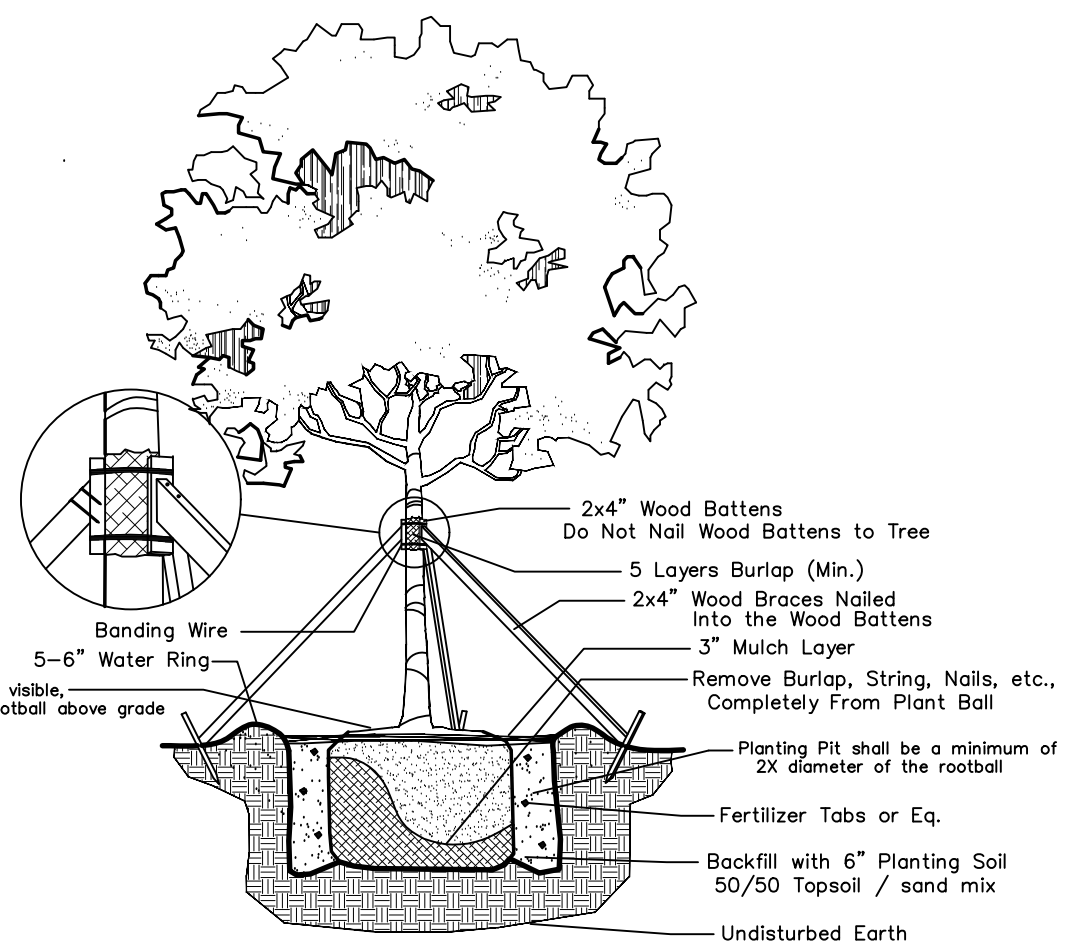 2x4” Wood Battens
Do Not Nail Wood Battens to Tree
5 Layers Burlap (Min.)
2x4” Wood Braces Nailed
Into the Wood Battens
Banding Wire
3” Mulch Layer
5-6” Water Ring
Remove Burlap, String, Nails, etc.,
Completely From Plant Ball
visible,
above grade
Planting Pit shall be a minimum of
2X diameter of the rootball
Fertilizer Tabs or Eq.
Backfill with 6” Planting Soil
50/50 Topsoil / sand mix
Undisturbed Earth